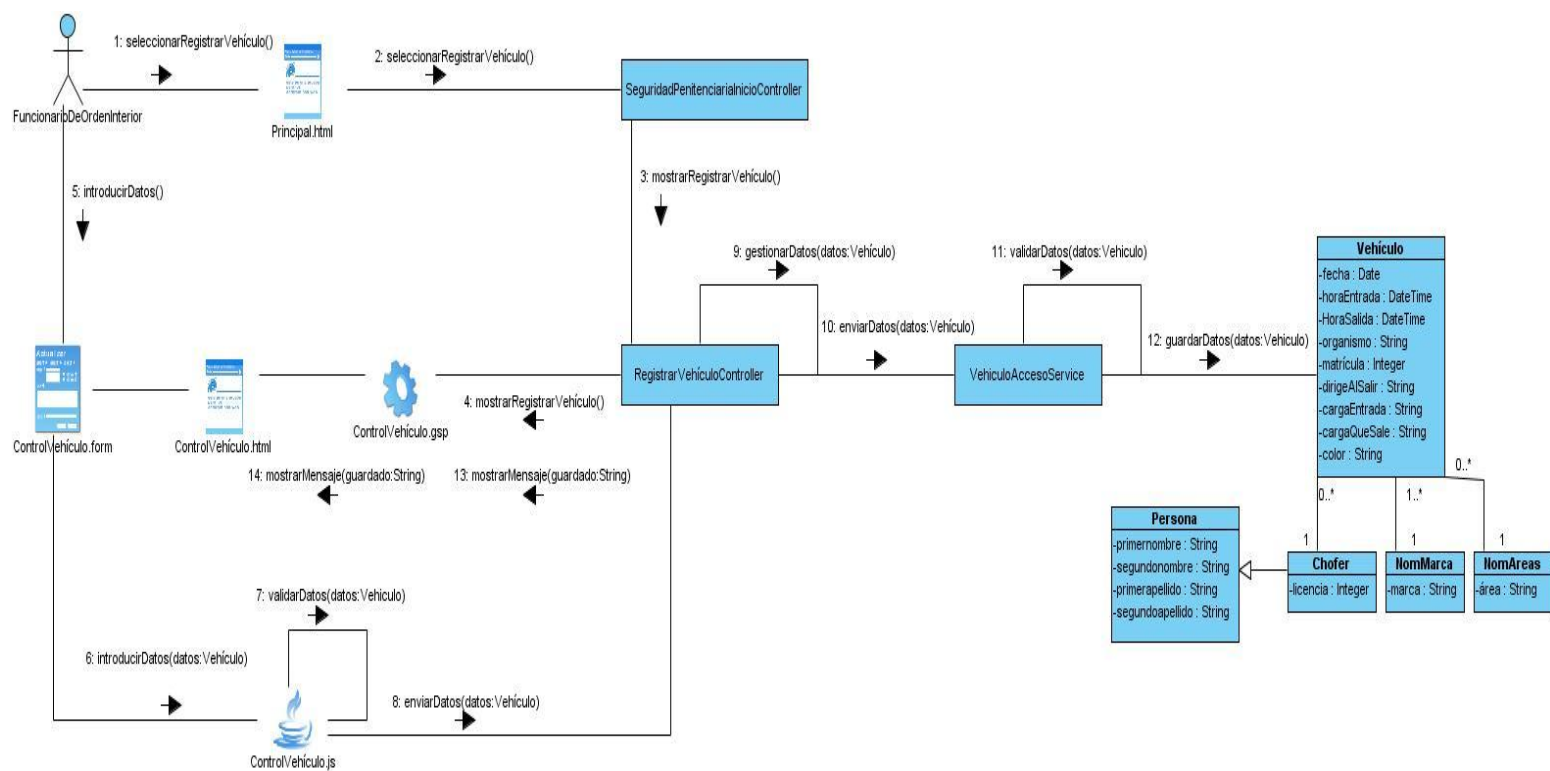 1: seleccionarRegistrarVehículo()
2: seleccionarRegistrarVehículo()
FuncionarioDeOrdenInterior
Principal.html
SeguridadPenitenciariaInicioController
5: introducirDatos()
3: mostrarRegistrarVehículo()
9: gestionarDatos(datos:Vehículo)
11: validarDatos(datos:Vehiculo)
10: enviarDatos(datos:Vehículo)
12: guardarDatos(datos:Vehiculo)
Vehículo
-fecha : Date
-horaEntrada : DateTime
-HoraSalida : DateTime
-organismo : String
-matrícula : Integer
-dirigeAlSalir : String
-cargaEntrada : String
-cargaQueSale : String
-color : String
Actualizar
ControlVehículo.form
ControlVehículo.html
ControlVehículo.gsp
RegistrarVehículoController
VehiculoAccesoService
4: mostrarRegistrarVehículo()
14: mostrarMensaje(guardado:String)
13: mostrarMensaje(guardado:String)
0..*
0..*
1..*
1
1
1
Persona
-primernombre : String
-segundonombre : String
-primerapellido : String
-segundoapellido : String
Chofer
-licencia : Integer
NomMarca
-marca : String
NomAreas
-área : String
7: validarDatos(datos:Vehiculo)
6: introducirDatos(datos:Vehículo)
8: enviarDatos(datos:Vehículo)
ControlVehículo.js